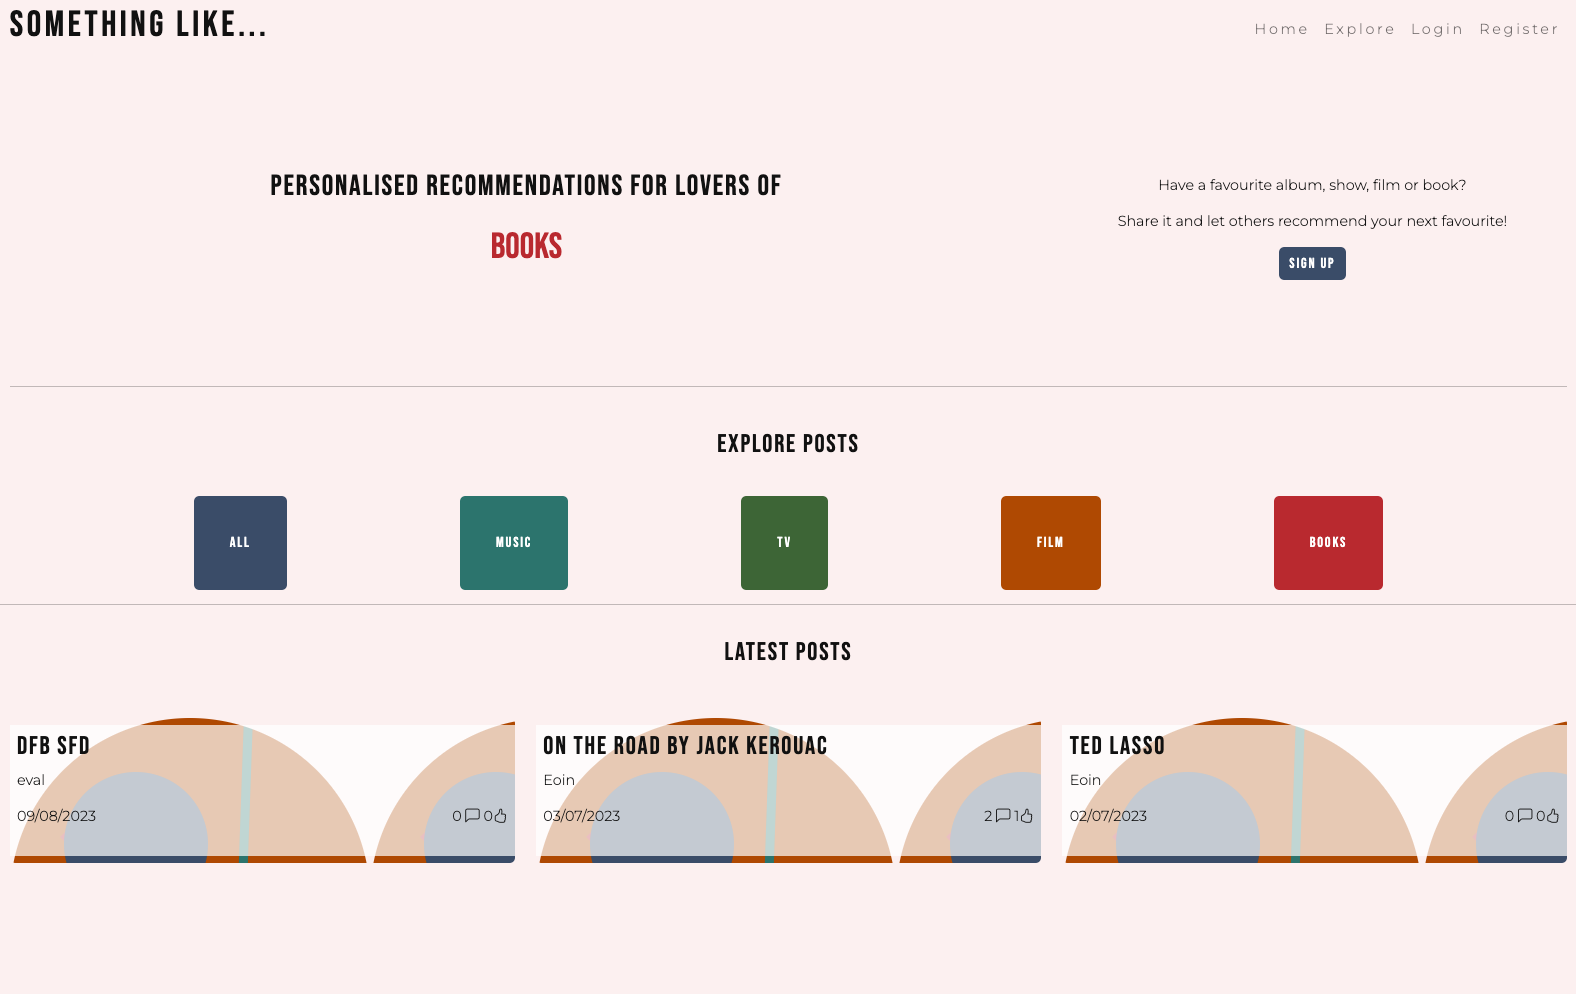 SOMETHING LIKE...
Home Explore Login Register
PERSONALISED RECOMMENDATIONS FOR LOVERS OF
BOOKS
Have a favourite album, show, film or book?
Share it and let others recommend your next favourite!
SIGN UP
EXPLORE POSTS
ALL
MUSIC
TV
FILM
BOOKS
LATEST POSTS
DFB SFD
eval
09/08/2023
0 0
ON THE ROAD BY JACK KEROUAC
Eoin
03/07/2023
2 1
TED LASSO
Eoin
02/07/2023
0 0